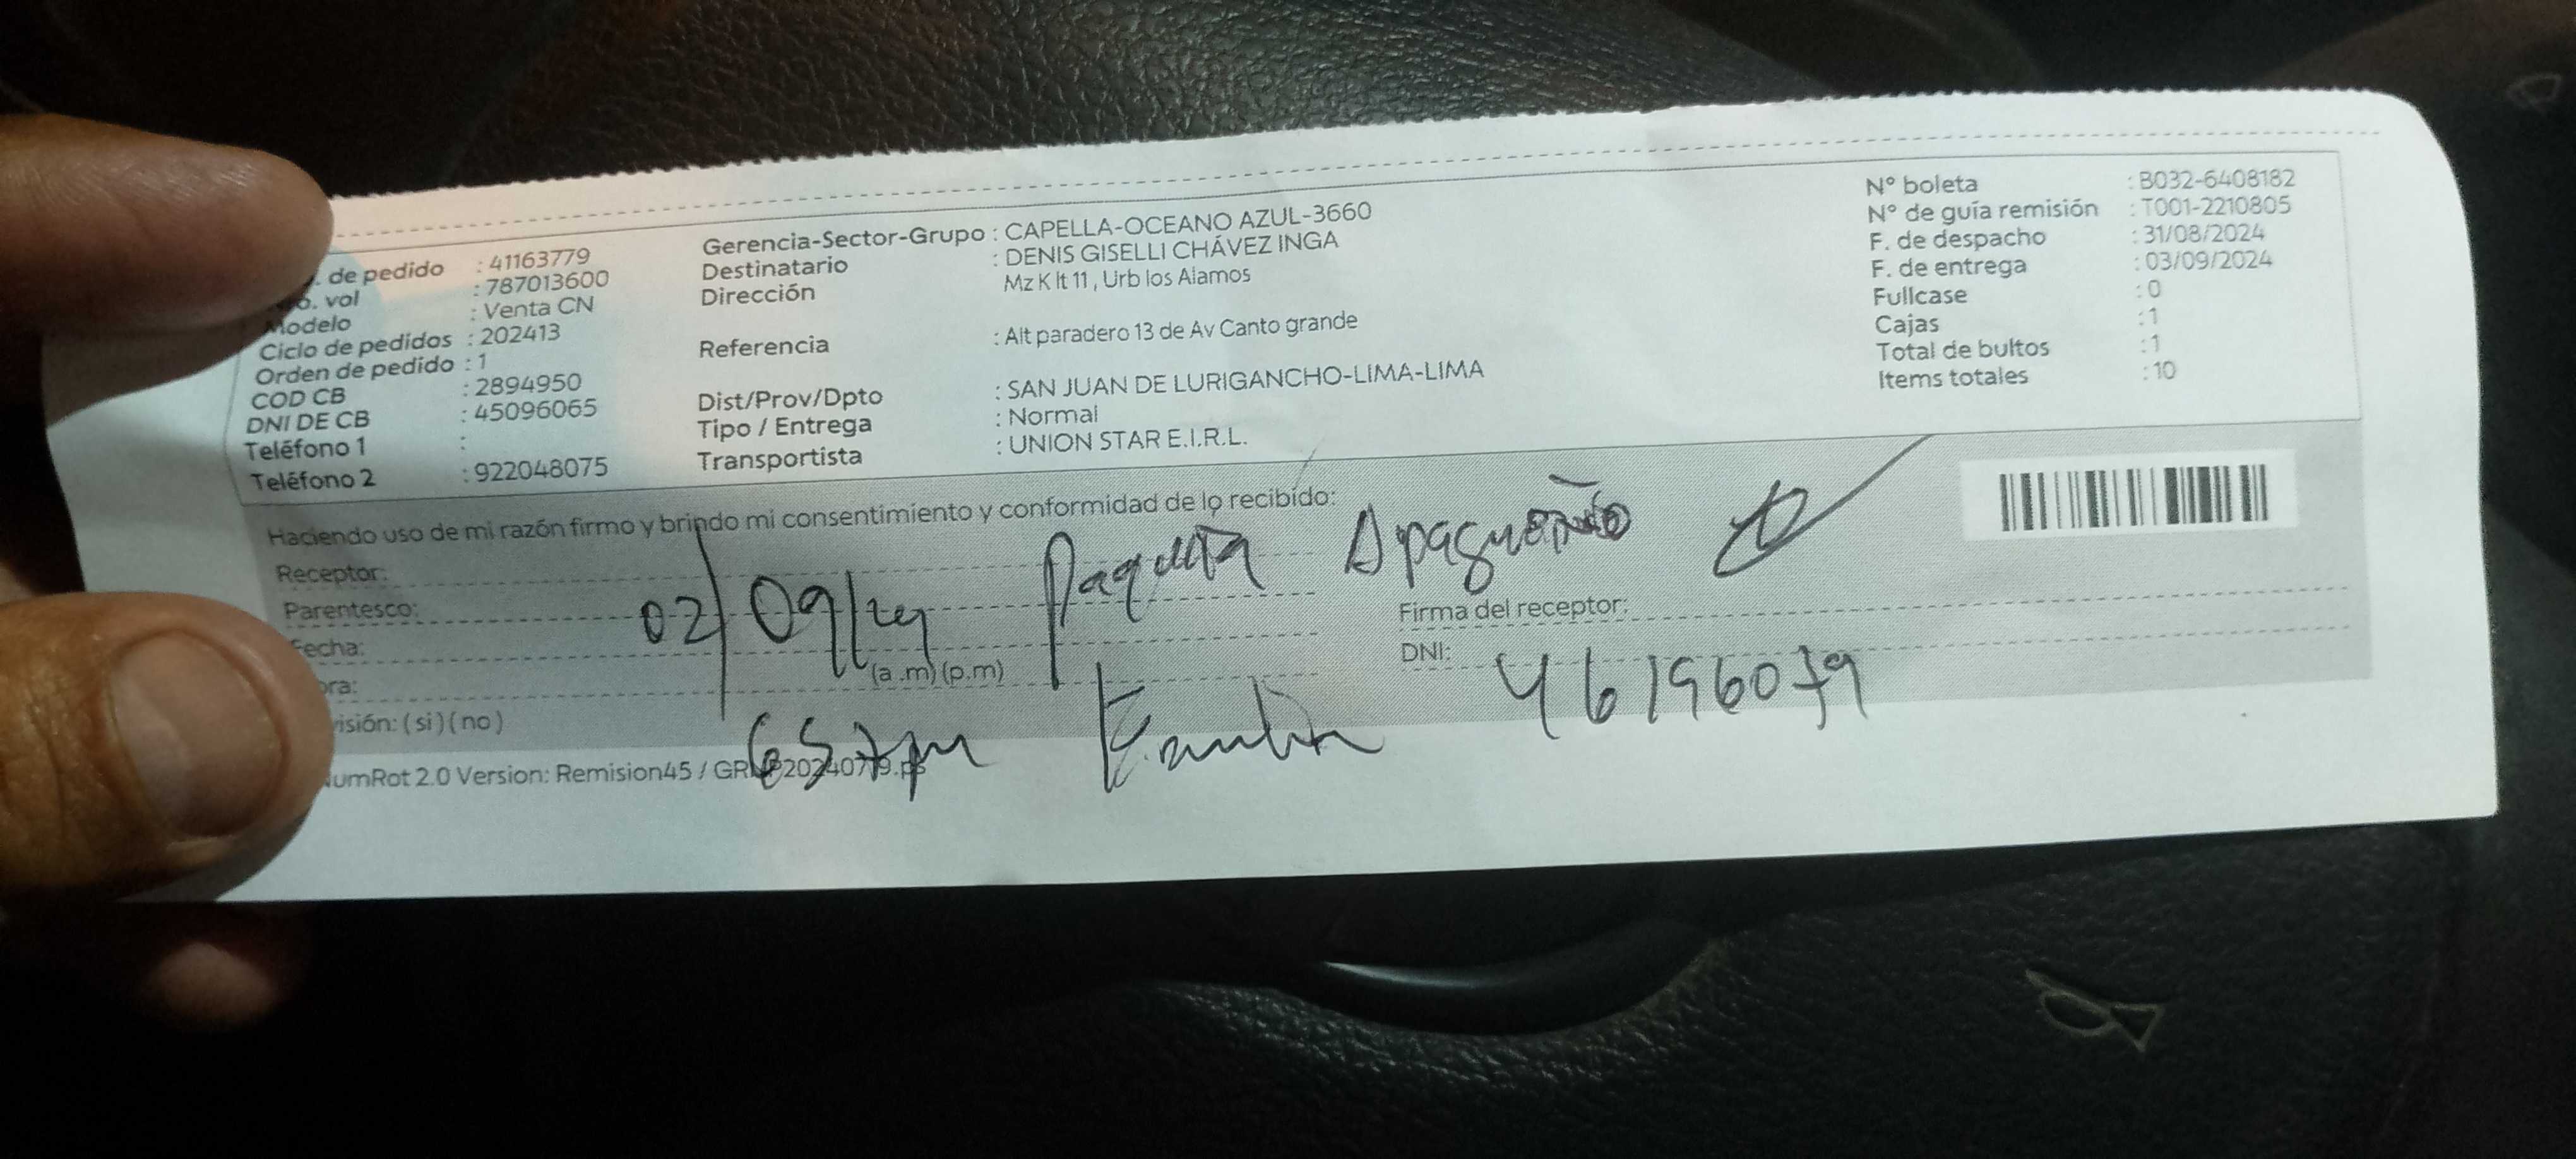 . de pedido : 41163779
o. vol : 787013600
Modelo : Venta CN
Ciclo de pedidos : 202413
Orden de pedido : 1
COD CB : 2894950
DNI DE CB : 45096065
Teléfono 1 :
Teléfono 2 : 922048075
Gerencia-Sector-Grupo : CAPELLA-OCEANO AZUL-3660
Destinatario : DENIS GISELLI CHÁVEZ INGA
Dirección Mz K lt 11 , Urb los Alamos
Referencia : Alt paradero 13 de Av Canto grande
Dist/Prov/Dpto : SAN JUAN DE LURIGANCHO-LIMA-LIMA
Tipo / Entrega : Normal
Transportista : UNION STAR E.I.R.L.
N° boleta : B032-6408182
N° de guía remisión : T001-2210805
F. de despacho : 31/08/2024
F. de entrega : 03/09/2024
Fullcase : 0
Cajas : 1
Total de bultos : 1
Items totales : 10
Haciendo uso de mi razón firmo y brindo mi consentimiento y conformidad de lo recibido:
Receptor:
Parentesco:
Fecha: 02/09/24
ora: (a .m) (p.m)
visión: ( si ) ( no )
Firma del receptor:
DNI: 46196079
umRot 2.0 Version: Remision45 /